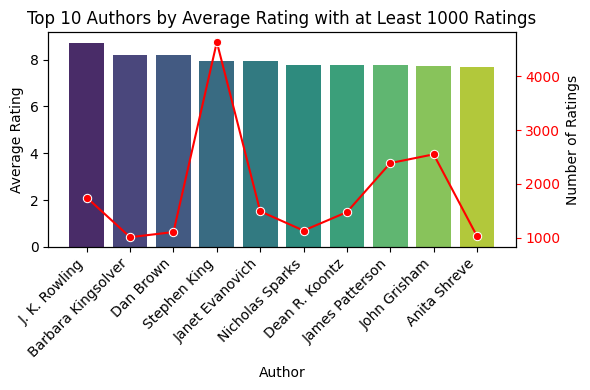 Top 10 Authors by Average Rating with at Least 1000 Ratings
Average Rating
8
6
4
2
0
4000
3000
2000
1000
Number of Ratings
J. K. Rowling
Barbara Kingsolver
Dan Brown
Stephen King
Janet Evanovich
Nicholas Sparks
Dean R. Koontz
James Patterson
John Grisham
Anita Shreve
Author